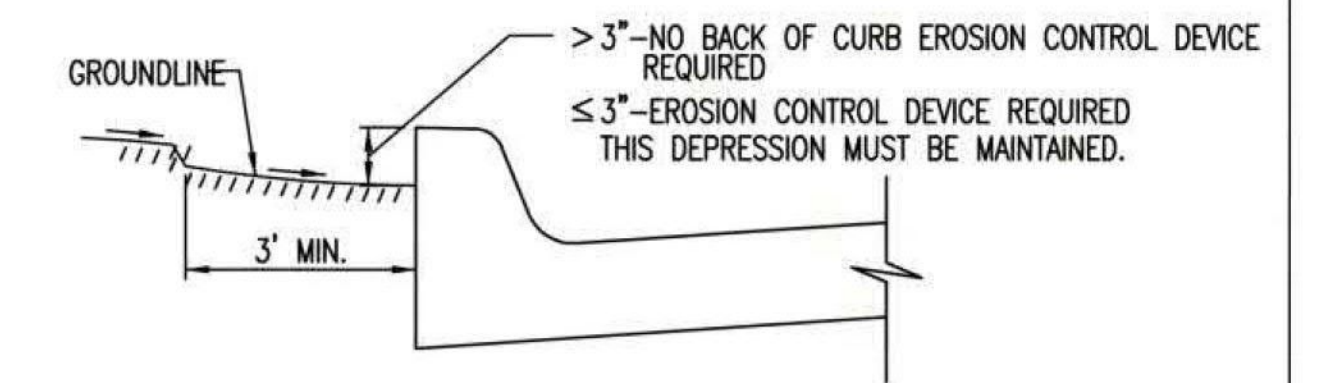 GROUNDLINE
> 3"-NO BACK OF CURB EROSION CONTROL DEVICE
REQUIRED
≤ 3"-EROSION CONTROL DEVICE REQUIRED
THIS DEPRESSION MUST BE MAINTAINED.
3' MIN.